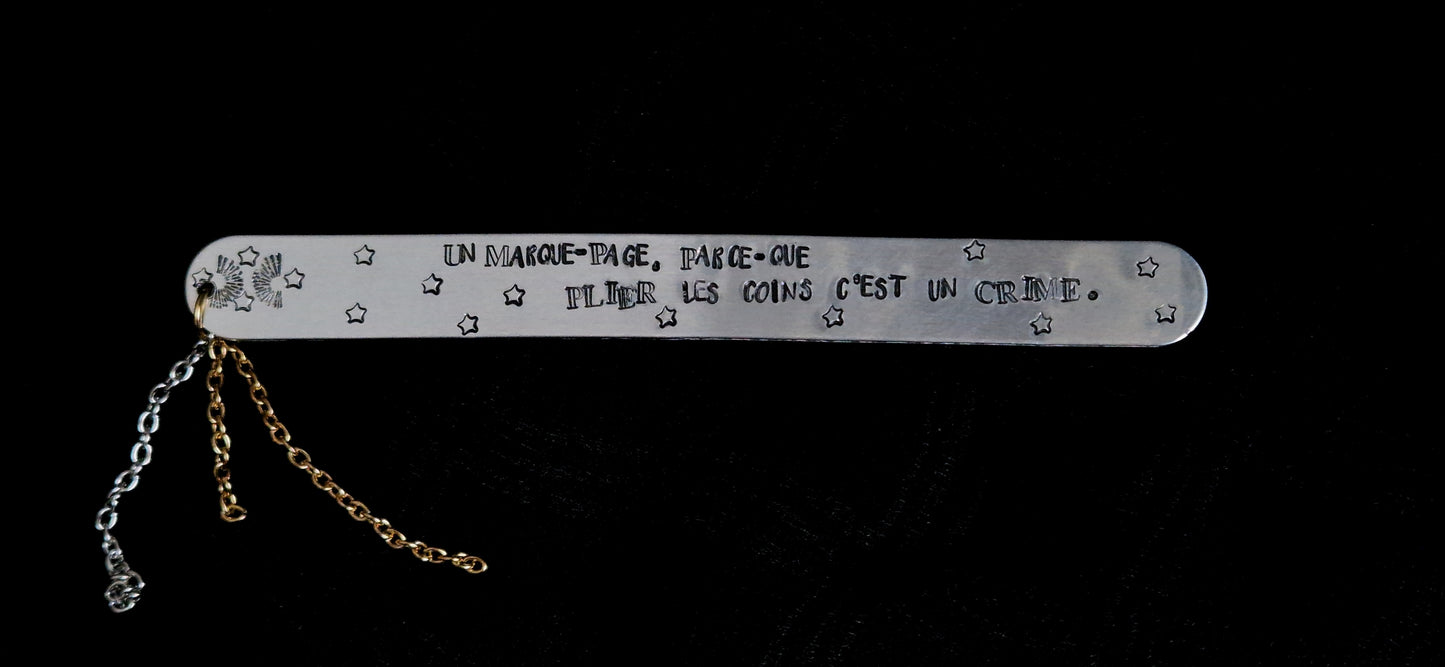 UN MARQUE-PAGE, PARCE-QUE
PLIER LES COINS C'EST UN CRIME.